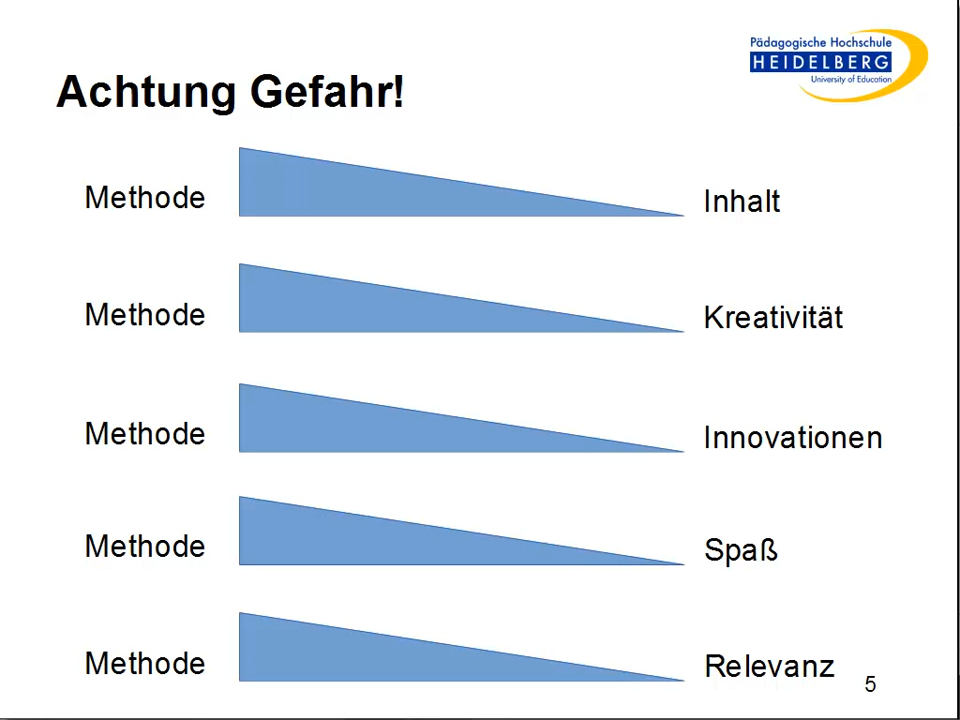 Pädagogische Hochschule
HEIDELBERG
University of Education
Achtung Gefahr!
Methode Inhalt
Methode Kreativität
Methode Innovationen
Methode Spaß
Methode Relevanz
5